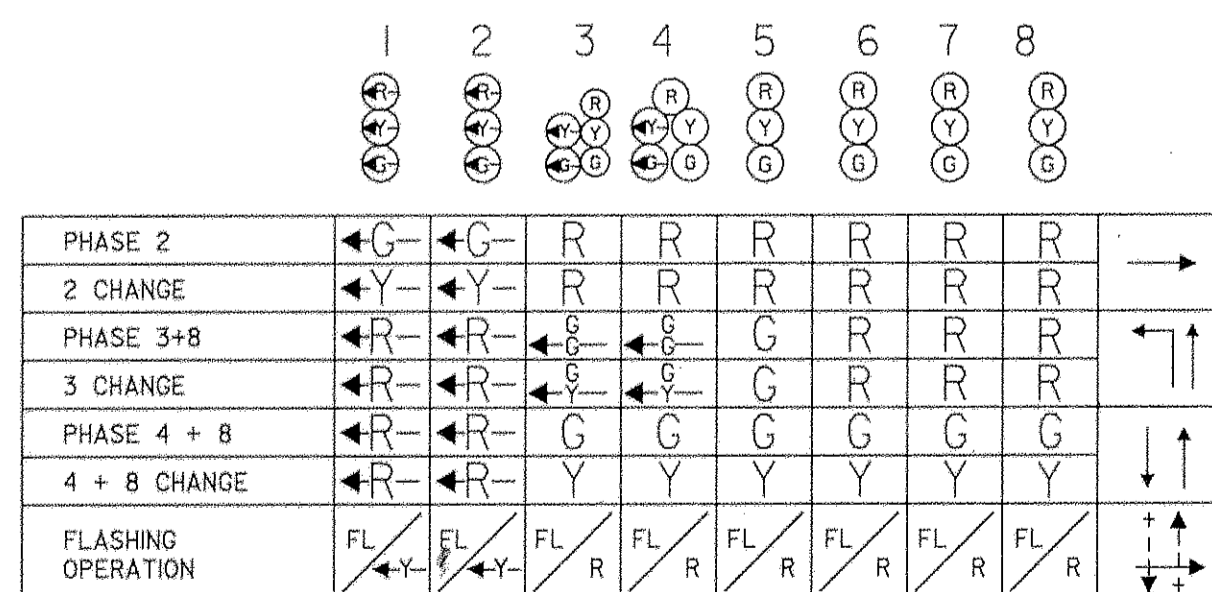 1 2 3 4 5 6 7 8
R R R R R R R R
Y Y Y Y Y Y Y Y Y Y
G G G G G G G G G G
PHASE 2 G G R R R R R R
2 CHANGE Y Y R R R R R R
PHASE 3+8 R R G G G G G R R R
3 CHANGE R R G Y G Y G R R R
PHASE 4 + 8 R R G G G G G G
4 + 8 CHANGE R R Y Y Y Y Y Y
FLASHING OPERATION FL/Y FL/Y FL/R FL/R FL/R FL/R FL/R FL/R